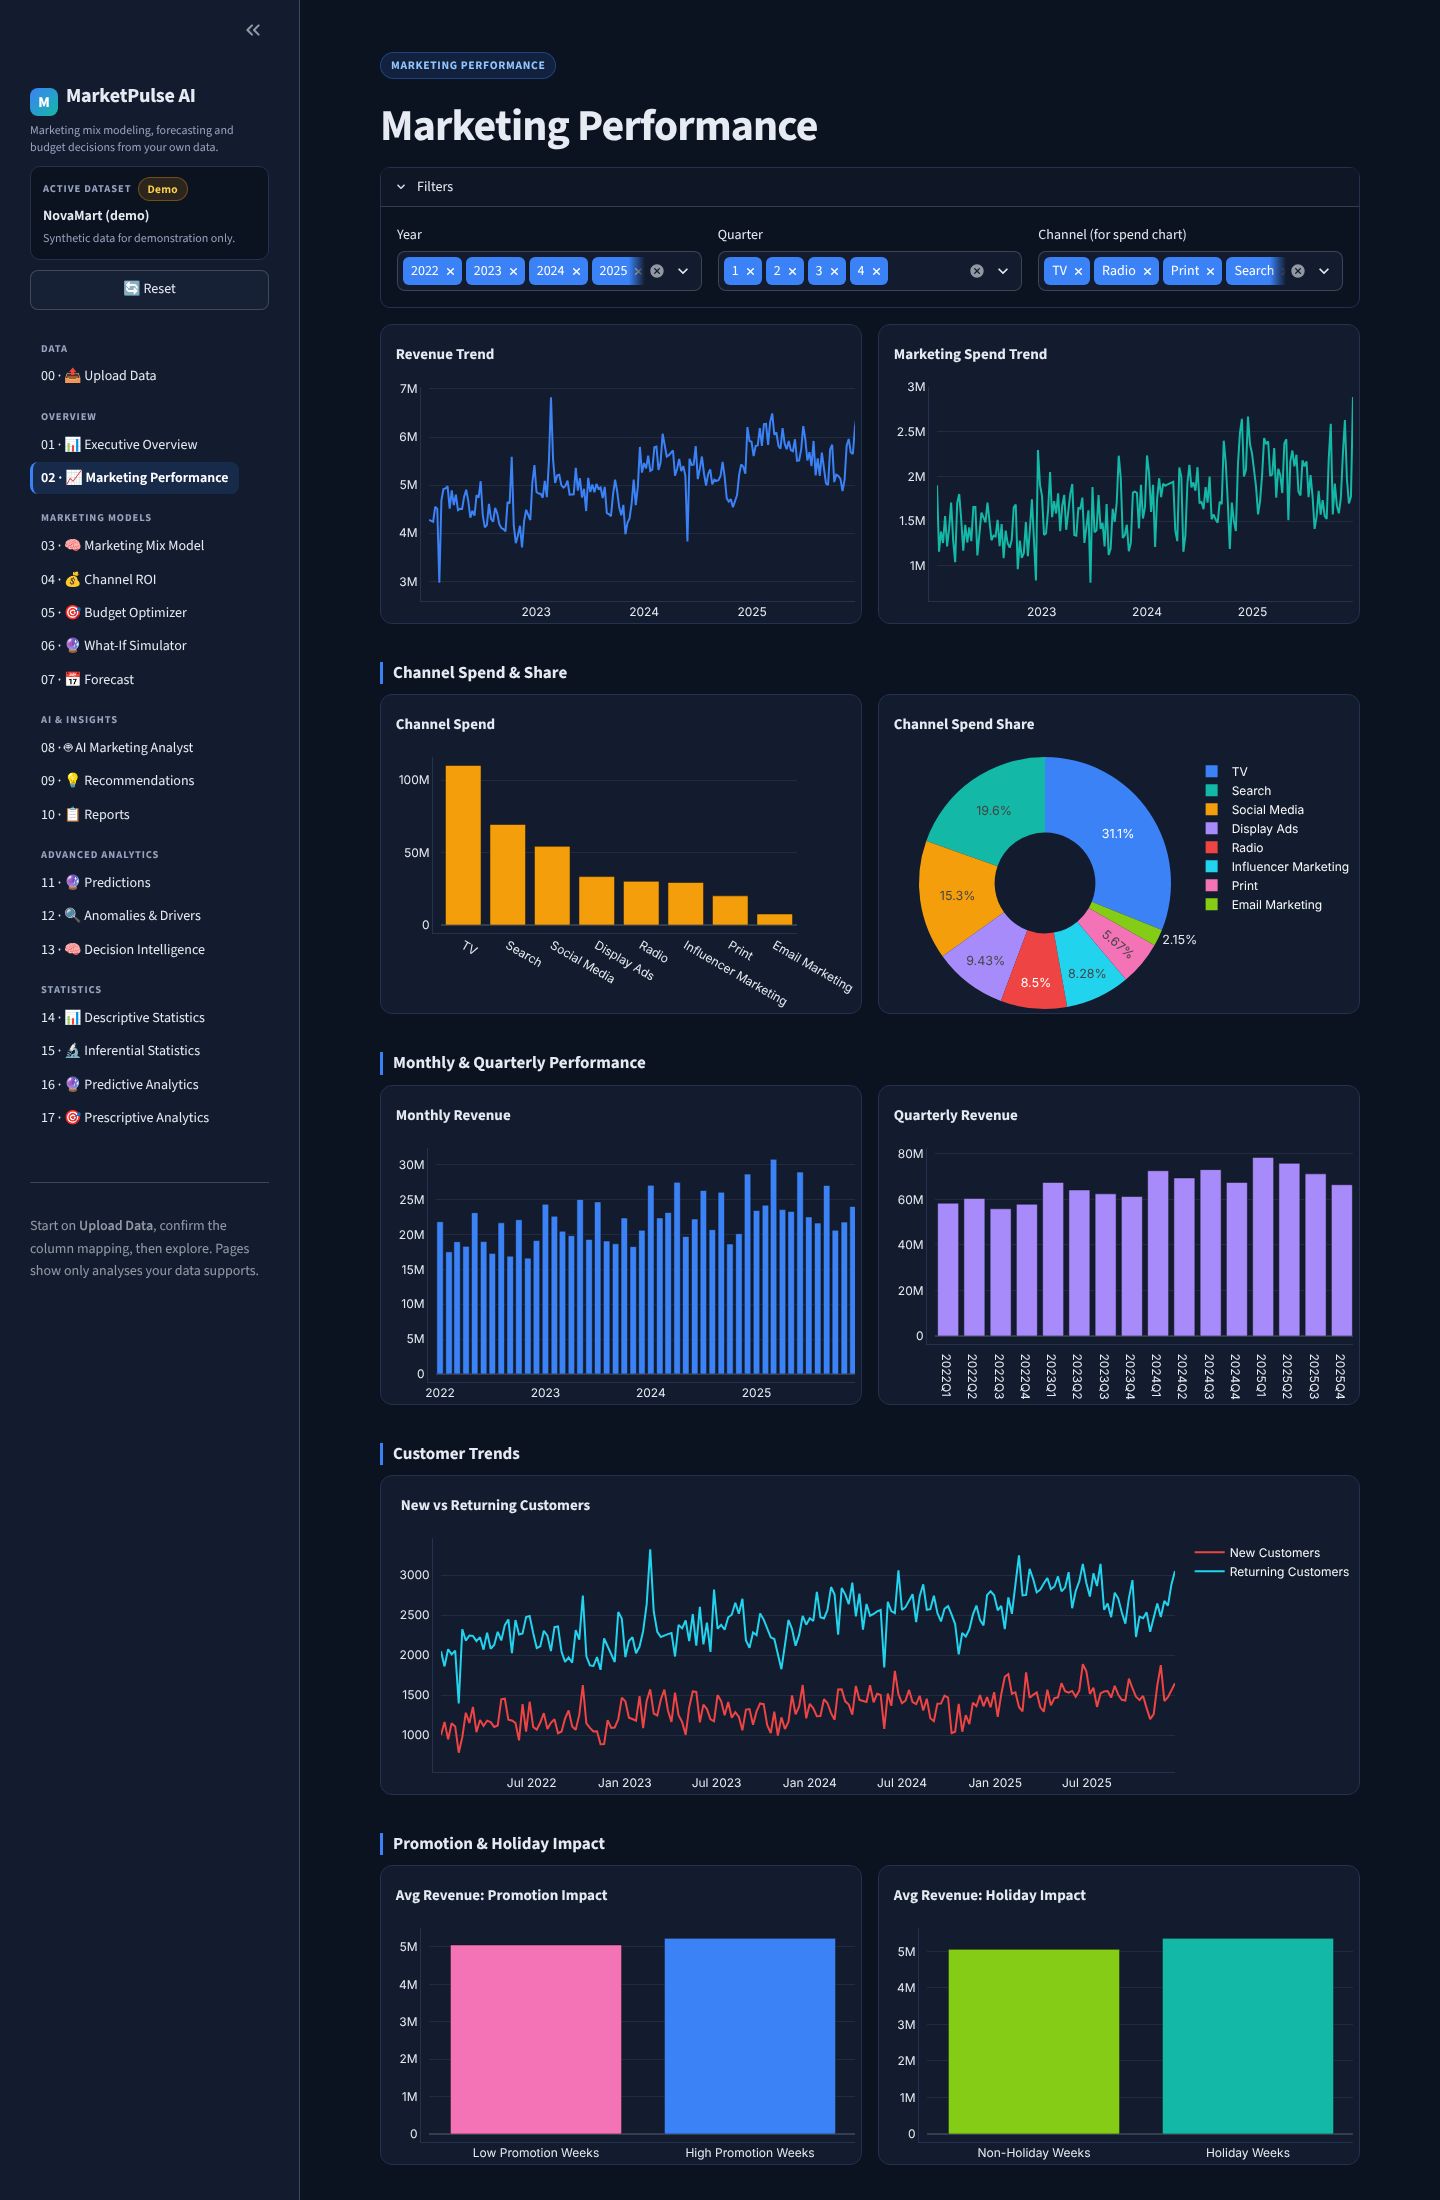 M MarketPulse AI
Marketing mix modeling, forecasting and
budget decisions from your own data.
ACTIVE DATASET Demo
NovaMart (demo)
Synthetic data for demonstration only.
Reset
DATA
00 · Upload Data
OVERVIEW
01 · Executive Overview
02 · Marketing Performance
MARKETING MODELS
03 · Marketing Mix Model
04 · Channel ROI
05 · Budget Optimizer
06 · What-If Simulator
07 · Forecast
AI & INSIGHTS
08 · AI Marketing Analyst
09 · Recommendations
10 · Reports
ADVANCED ANALYTICS
11 · Predictions
12 · Anomalies & Drivers
13 · Decision Intelligence
STATISTICS
14 · Descriptive Statistics
15 · Inferential Statistics
16 · Predictive Analytics
17 · Prescriptive Analytics
Start on Upload Data, confirm the
column mapping, then explore. Pages
show only analyses your data supports.
MARKETING PERFORMANCE
Marketing Performance
Filters
Year
2022 2023 2024 2025
Quarter
1 2 3 4
Channel (for spend chart)
TV Radio Print Search
Revenue Trend
7M
6M
5M
4M
3M
2023 2024 2025
Marketing Spend Trend
3M
2.5M
2M
1.5M
1M
2023 2024 2025
Channel Spend & Share
Channel Spend
100M
50M
0
TV Search Social Media Display Ads Radio Influencer Marketing Print Email Marketing
Channel Spend Share
31.1%
19.6%
15.3%
9.43%
8.5%
8.28%
5.67%
2.15%
TV
Search
Social Media
Display Ads
Radio
Influencer Marketing
Print
Email Marketing
Monthly & Quarterly Performance
Monthly Revenue
30M
25M
20M
15M
10M
5M
0
2022 2023 2024 2025
Quarterly Revenue
80M
60M
40M
20M
0
2022Q1 2022Q2 2022Q3 2022Q4 2023Q1 2023Q2 2023Q3 2023Q4 2024Q1 2024Q2 2024Q3 2024Q4 2025Q1 2025Q2 2025Q3 2025Q4
Customer Trends
New vs Returning Customers
3000
2500
2000
1500
1000
Jul 2022 Jan 2023 Jul 2023 Jan 2024 Jul 2024 Jan 2025 Jul 2025
New Customers
Returning Customers
Promotion & Holiday Impact
Avg Revenue: Promotion Impact
5M
4M
3M
2M
1M
0
Low Promotion Weeks High Promotion Weeks
Avg Revenue: Holiday Impact
5M
4M
3M
2M
1M
0
Non-Holiday Weeks Holiday Weeks